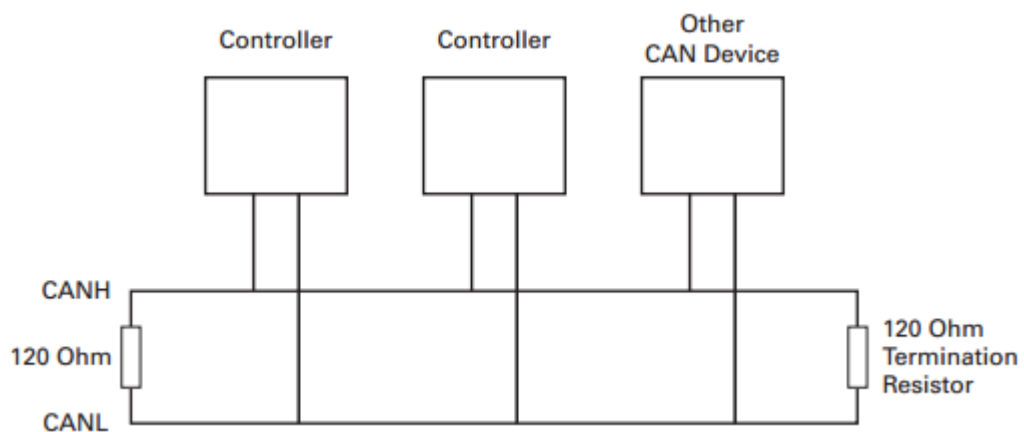 Controller
Controller
Other
CAN Device
CANH
120 Ohm
CANL
120 Ohm
Termination
Resistor